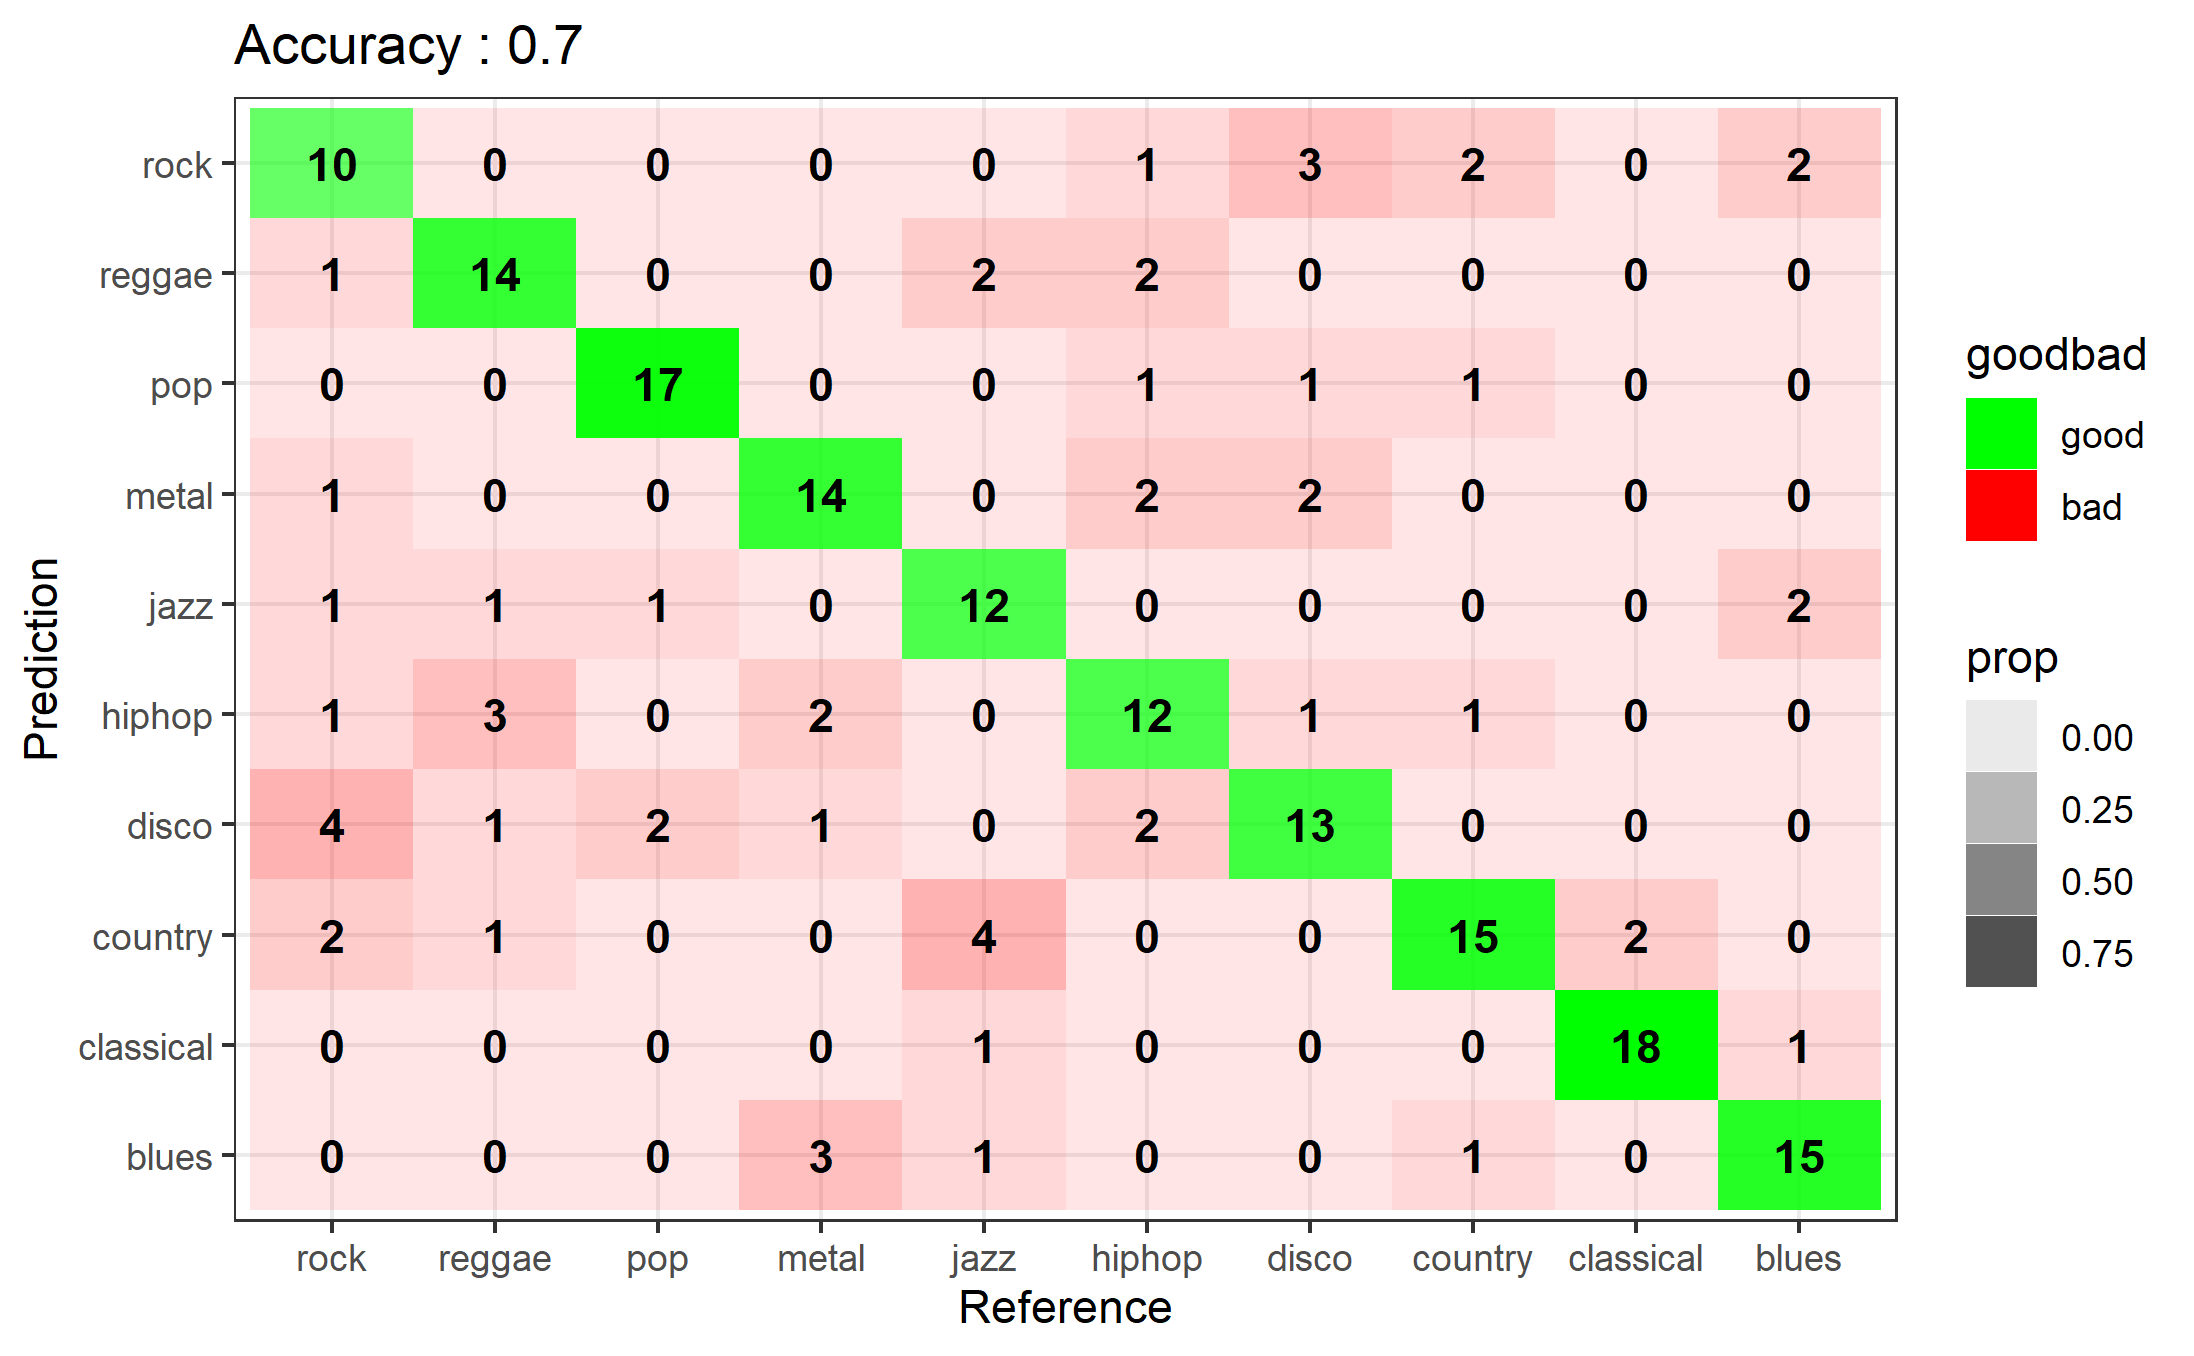 Accuracy : 0.7
rock 10 0 0 0 0 1 3 2 0 2
reggae 1 14 0 0 2 2 0 0 0 0
pop 0 0 17 0 0 1 1 1 0 0
metal 1 0 0 14 0 2 2 0 0 0
jazz 1 1 1 0 12 0 0 0 0 2
hiphop 1 3 0 2 0 12 1 1 0 0
disco 4 1 2 1 0 2 13 0 0 0
country 2 1 0 0 4 0 0 15 2 0
classical 0 0 0 0 1 0 0 0 18 1
blues 0 0 0 3 1 0 0 1 0 15
rock reggae pop metal jazz hiphop disco country classical blues
Reference
Prediction
goodbad
good
bad
prop
0.00
0.25
0.50
0.75